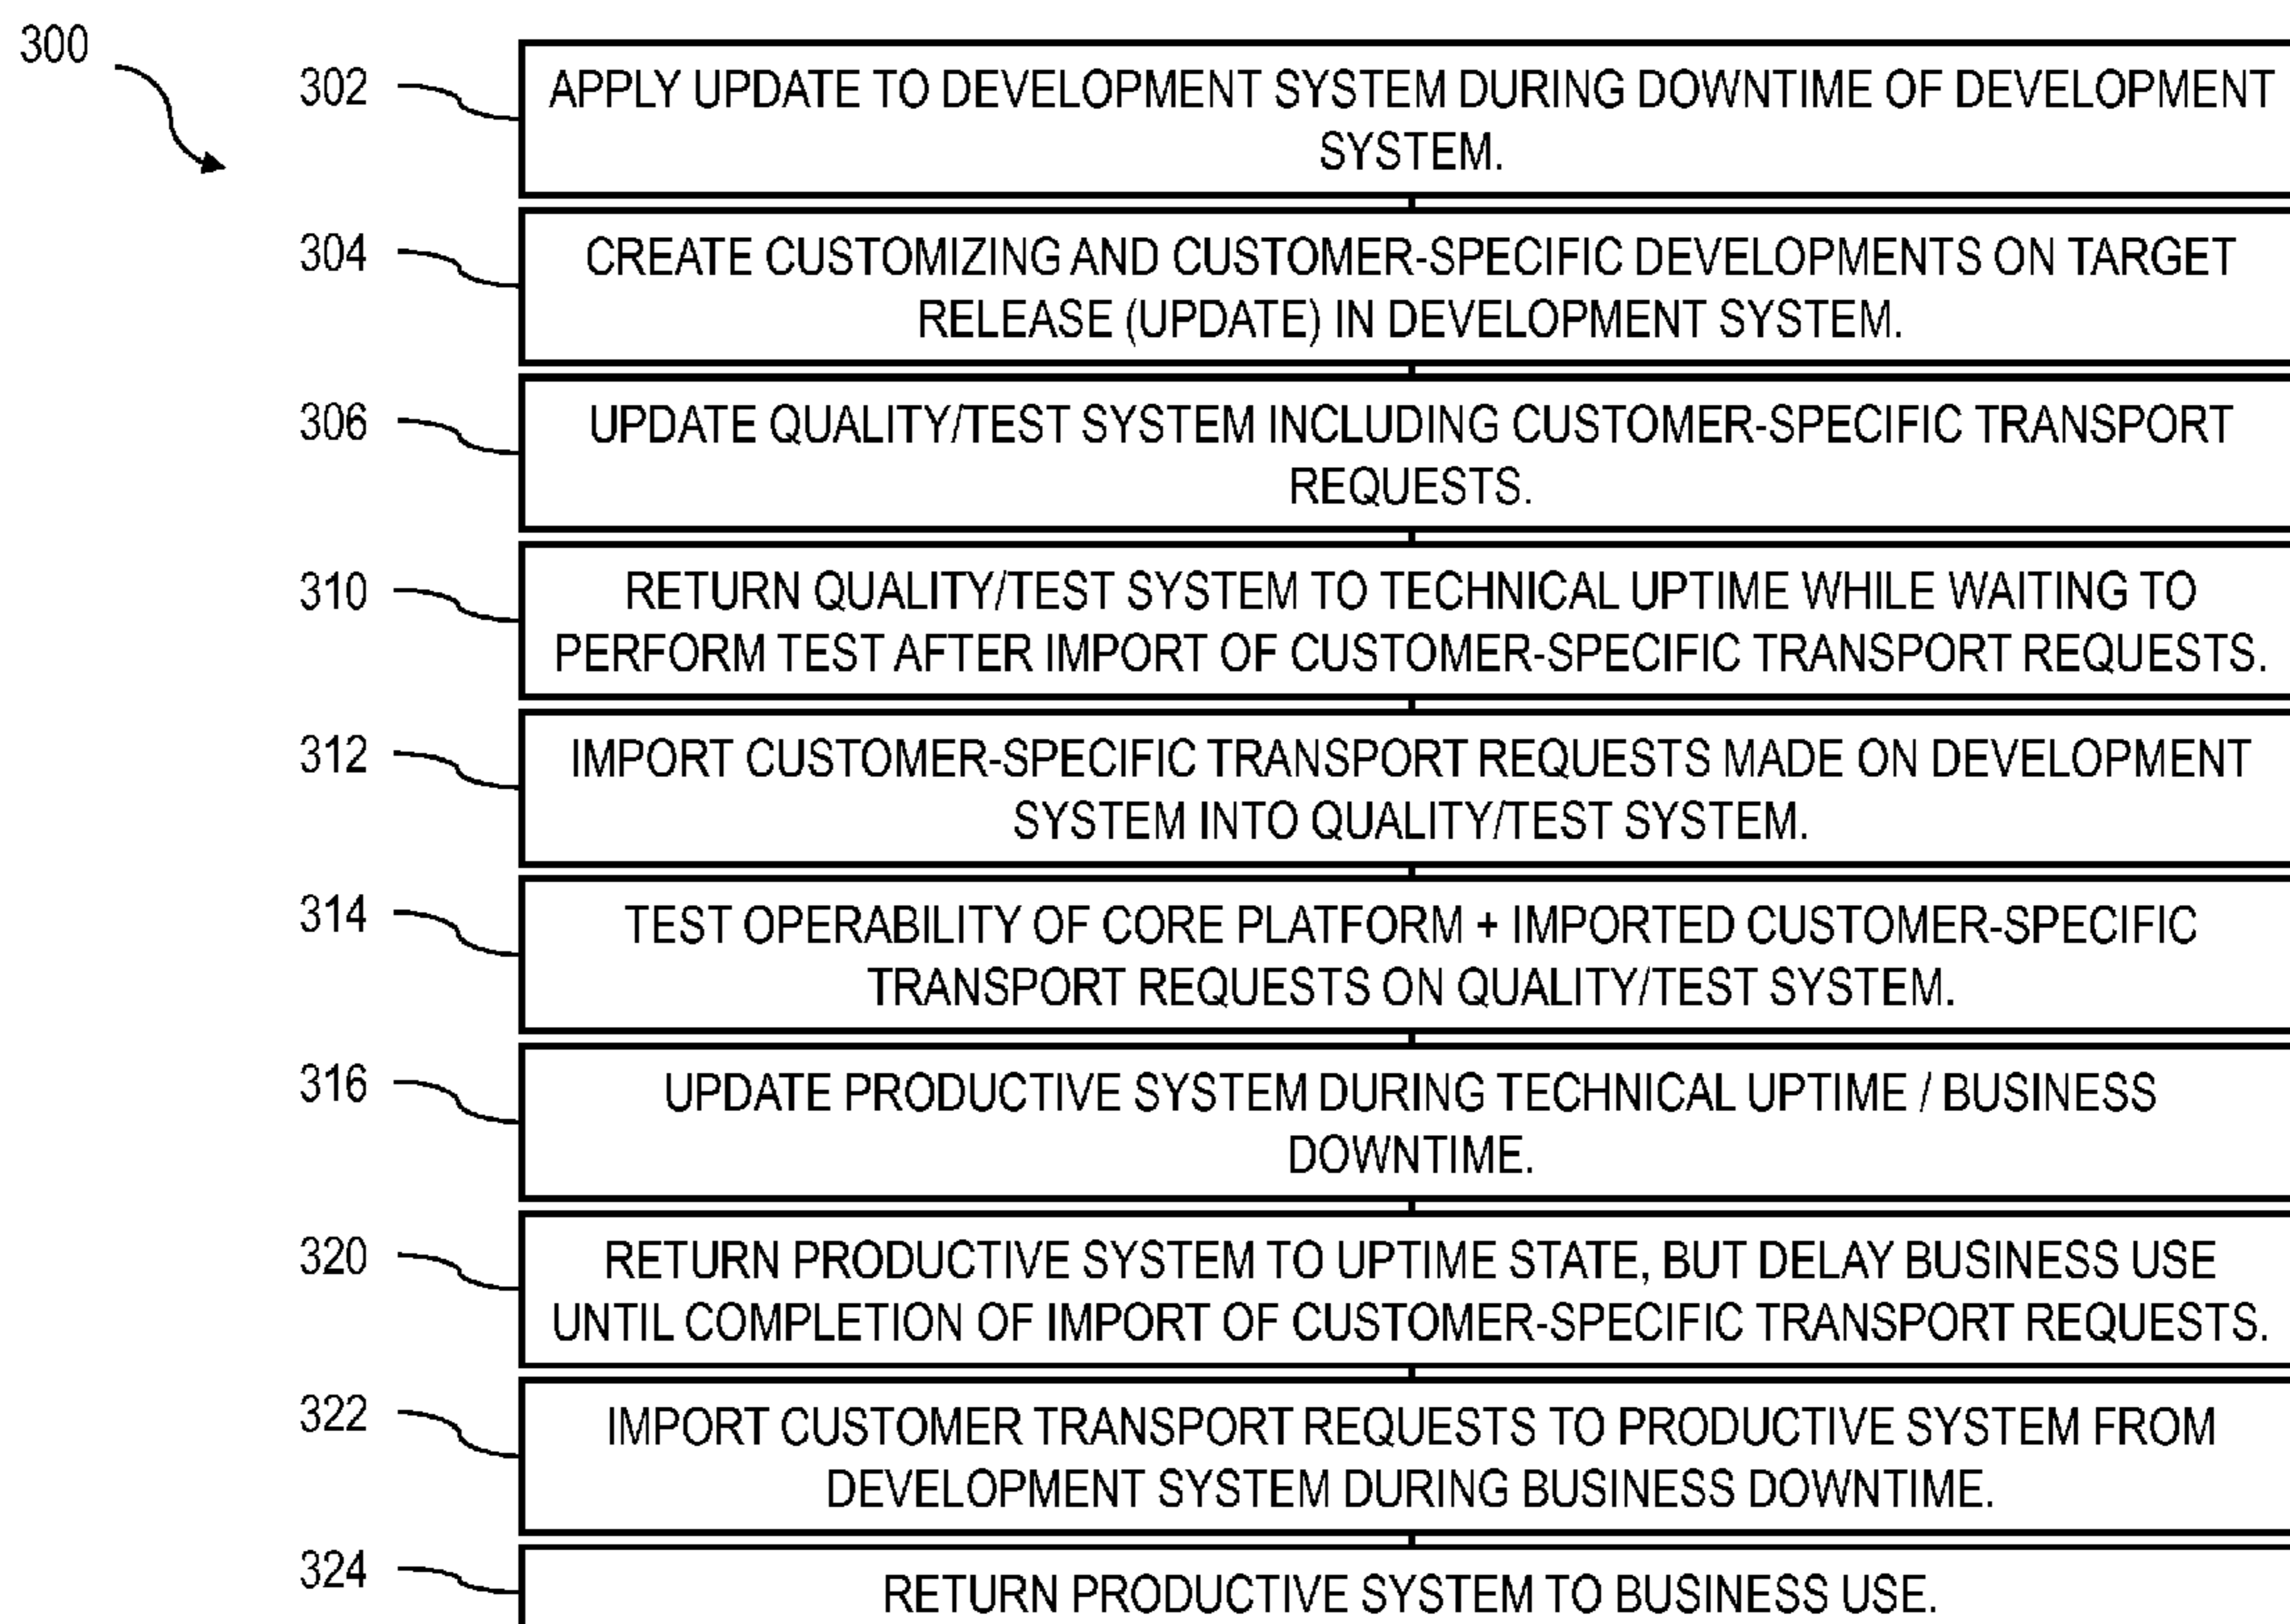 300
302
APPLY UPDATE TO DEVELOPMENT SYSTEM DURING DOWNTIME OF DEVELOPMENT
SYSTEM.
304
CREATE CUSTOMIZING AND CUSTOMER-SPECIFIC DEVELOPMENTS ON TARGET
RELEASE (UPDATE) IN DEVELOPMENT SYSTEM.
306
UPDATE QUALITY/TEST SYSTEM INCLUDING CUSTOMER-SPECIFIC TRANSPORT
REQUESTS.
310
RETURN QUALITY/TEST SYSTEM TO TECHNICAL UPTIME WHILE WAITING TO
PERFORM TEST AFTER IMPORT OF CUSTOMER-SPECIFIC TRANSPORT REQUESTS.
312
IMPORT CUSTOMER-SPECIFIC TRANSPORT REQUESTS MADE ON DEVELOPMENT
SYSTEM INTO QUALITY/TEST SYSTEM.
314
TEST OPERABILITY OF CORE PLATFORM + IMPORTED CUSTOMER-SPECIFIC
TRANSPORT REQUESTS ON QUALITY/TEST SYSTEM.
316
UPDATE PRODUCTIVE SYSTEM DURING TECHNICAL UPTIME / BUSINESS
DOWNTIME.
320
RETURN PRODUCTIVE SYSTEM TO UPTIME STATE, BUT DELAY BUSINESS USE
UNTIL COMPLETION OF IMPORT OF CUSTOMER-SPECIFIC TRANSPORT REQUESTS.
322
IMPORT CUSTOMER TRANSPORT REQUESTS TO PRODUCTIVE SYSTEM FROM
DEVELOPMENT SYSTEM DURING BUSINESS DOWNTIME.
324
RETURN PRODUCTIVE SYSTEM TO BUSINESS USE.